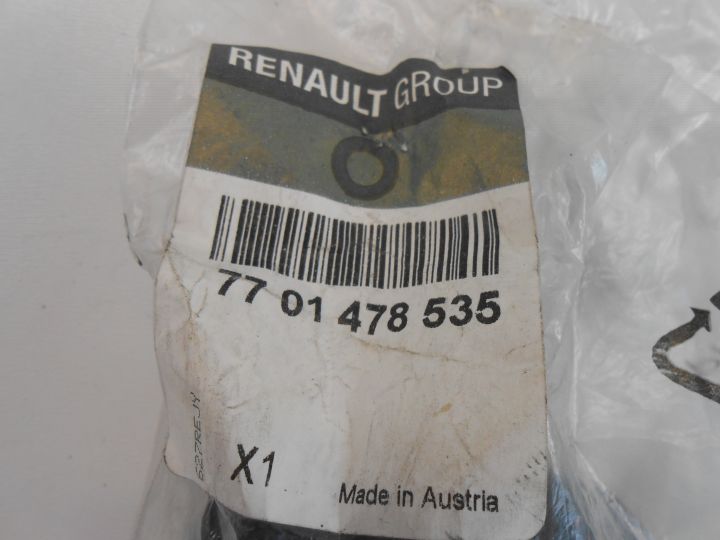 RENAULT GROUP
77 01 478 535
X1
Made in Austria